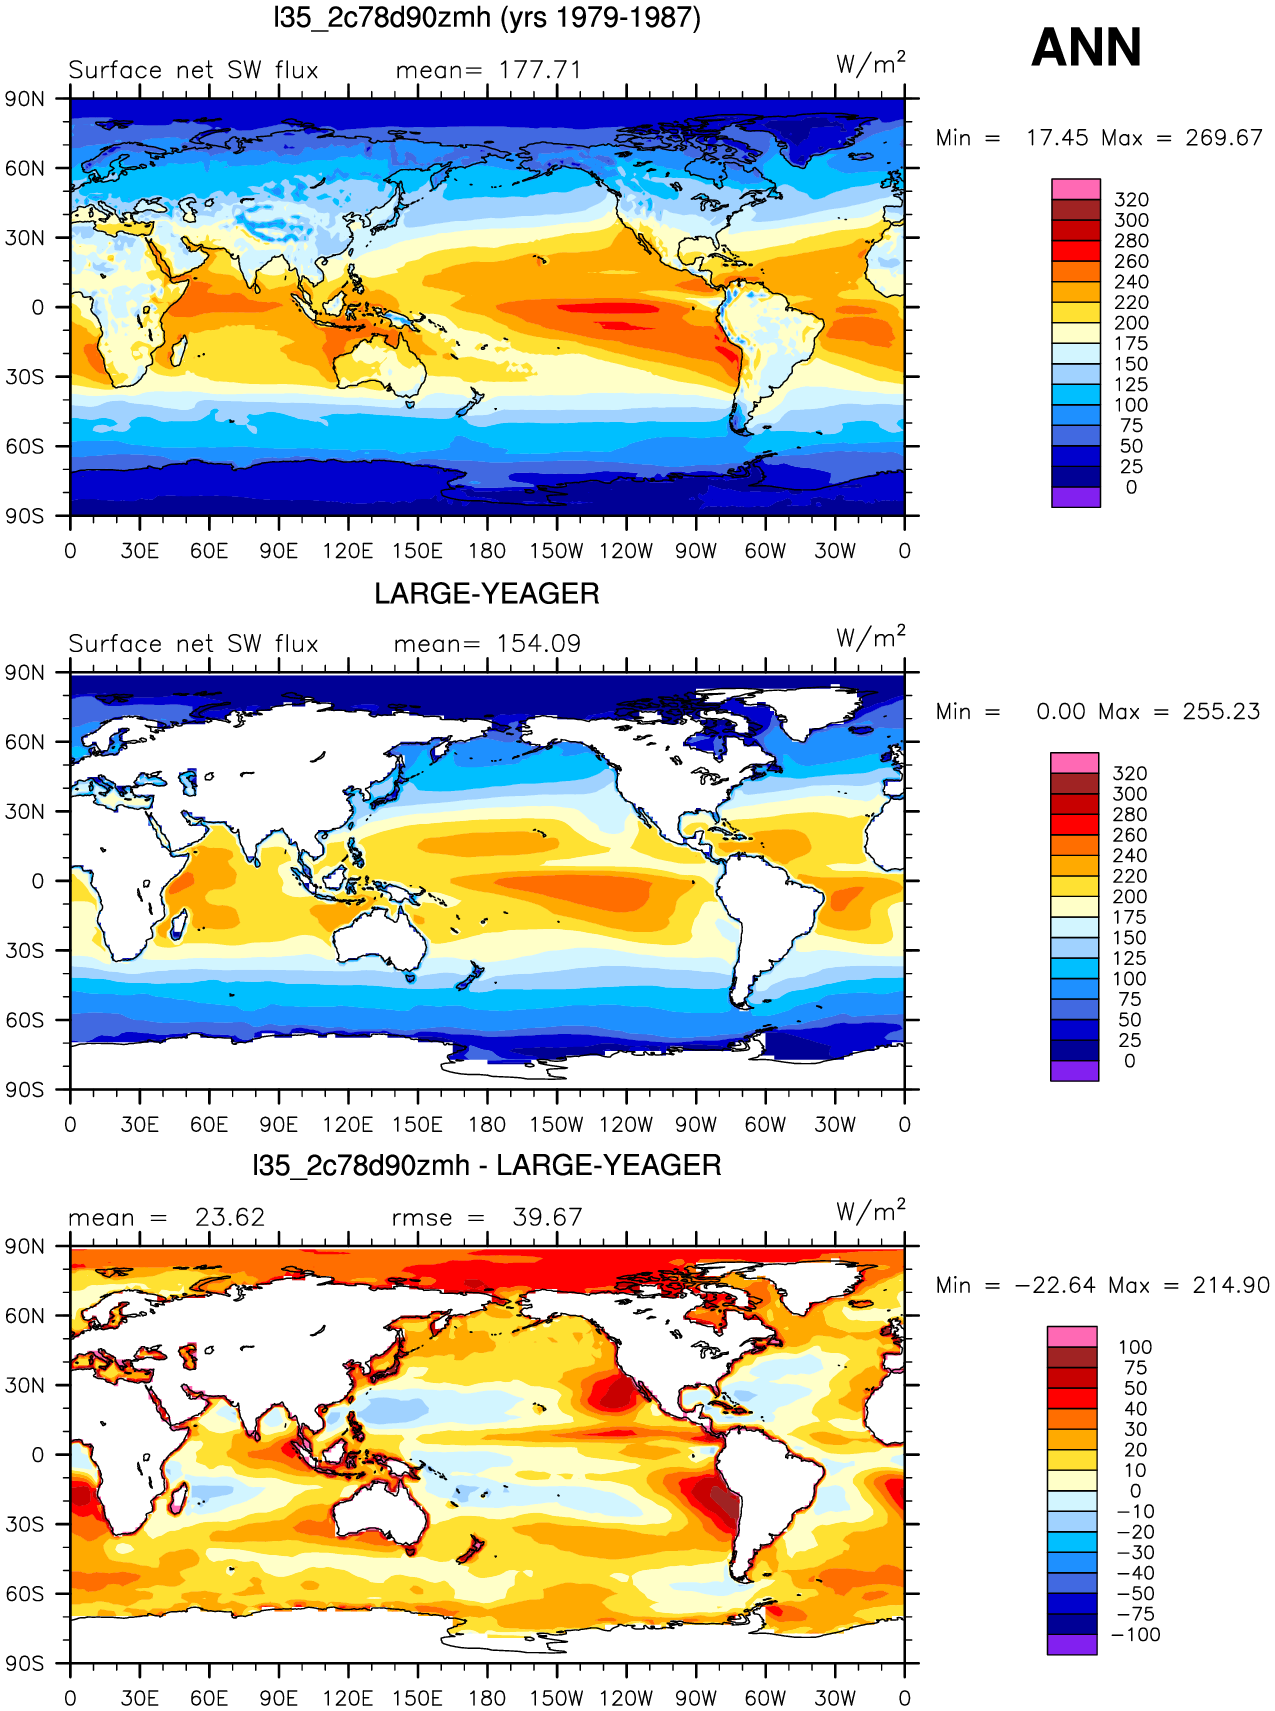 l35_2c78d90zmh (yrs 1979-1987)
ANN
Surface net SW flux mean= 177.71 W/m²
Min = 17.45 Max = 269.67
90N
60N
30N
0
30S
60S
90S
0 30E 60E 90E 120E 150E 180 150W 120W 90W 60W 30W 0
320
300
280
260
240
220
200
175
150
125
100
75
50
25
0
LARGE-YEAGER
Surface net SW flux mean= 154.09 W/m²
Min = 0.00 Max = 255.23
90N
60N
30N
0
30S
60S
90S
0 30E 60E 90E 120E 150E 180 150W 120W 90W 60W 30W 0
320
300
280
260
240
220
200
175
150
125
100
75
50
25
0
l35_2c78d90zmh - LARGE-YEAGER
mean = 23.62 rmse = 39.67 W/m²
Min = −22.64 Max = 214.90
90N
60N
30N
0
30S
60S
90S
0 30E 60E 90E 120E 150E 180 150W 120W 90W 60W 30W 0
100
75
50
40
30
20
10
0
−10
−20
−30
−40
−50
−75
−100